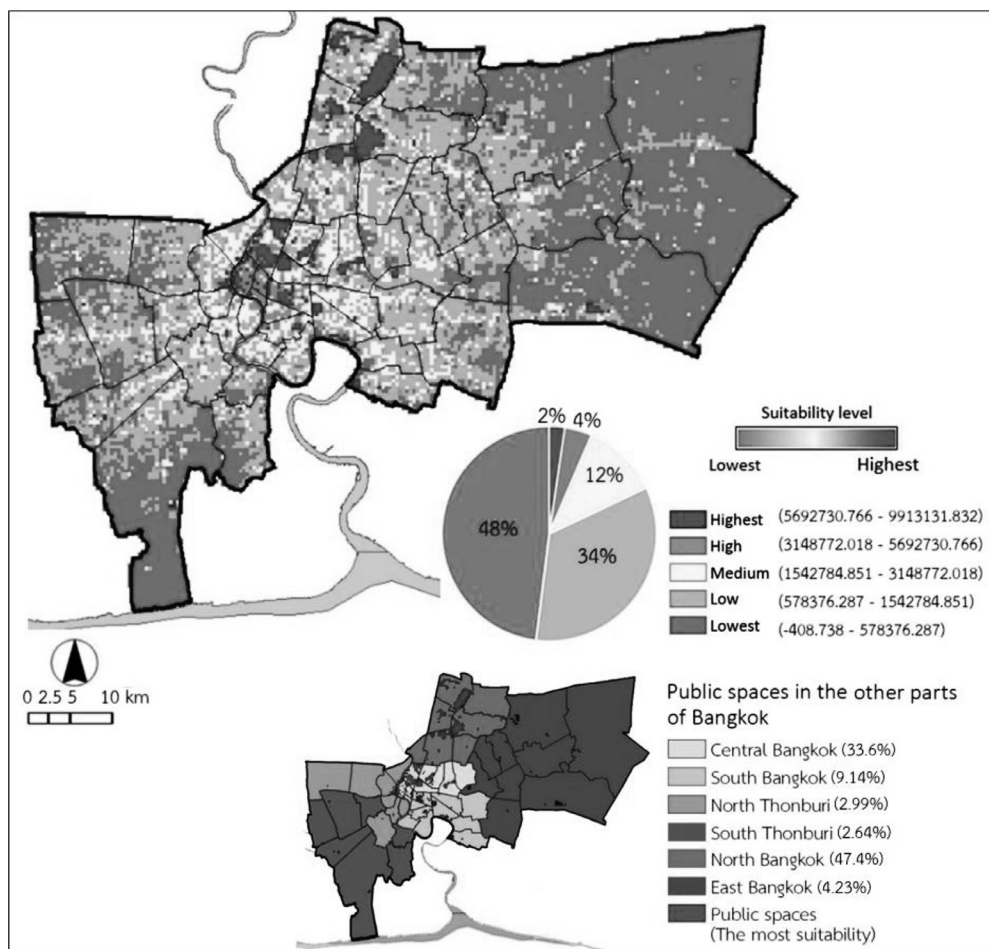 2%
4%
12%
34%
48%
Suitability level
Lowest Highest
Highest (5692730.766 - 9913131.832)
High (3148772.018 - 5692730.766)
Medium (1542784.851 - 3148772.018)
Low (578376.287 - 1542784.851)
Lowest (-408.738 - 578376.287)
0 2.5 5 10 km
Public spaces in the other parts
of Bangkok
Central Bangkok (33.6%)
South Bangkok (9.14%)
North Thonburi (2.99%)
South Thonburi (2.64%)
North Bangkok (47.4%)
East Bangkok (4.23%)
Public spaces
(The most suitability)